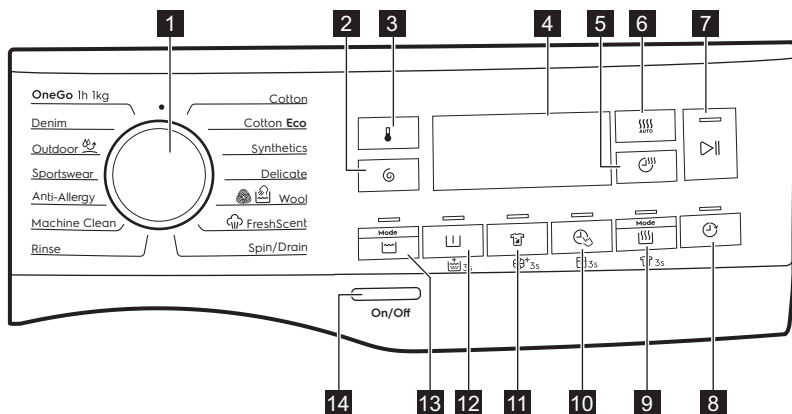 1
2
3
4
5
6
7
OneGo 1h 1kg
Denim
Outdoor
Sportswear
Anti-Allergy
Machine Clean
Rinse
Cotton
Cotton Eco
Synthetics
Delicate
Wool
FreshScent
Spin/Drain
AUTO
Mode
Mode
3s
3s
3s
3s
On/Off
14
13
12
11
10
9
8